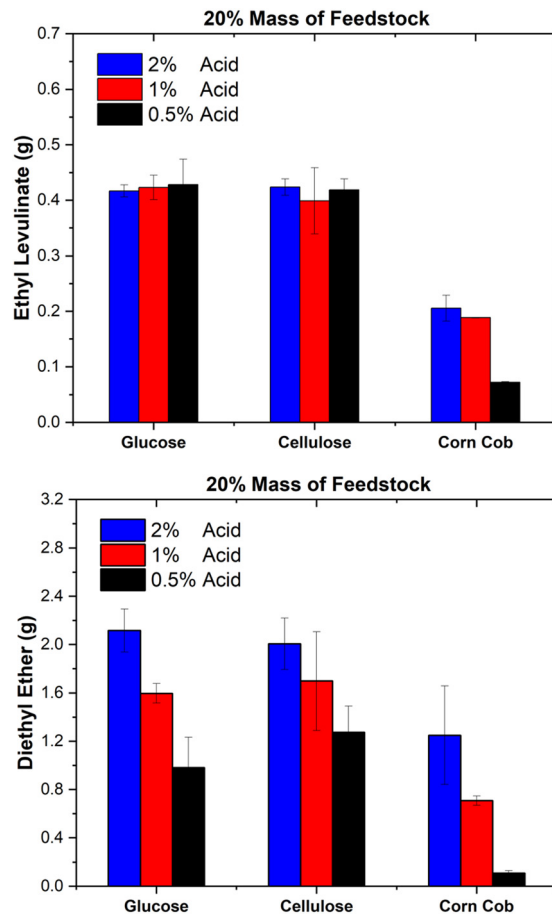 20% Mass of Feedstock
0.7
0.6
0.5
0.4
0.3
0.2
0.1
0.0
Ethyl Levulinate (g)
2% Acid
1% Acid
0.5% Acid
Glucose Cellulose Corn Cob
20% Mass of Feedstock
3.2
2.8
2.4
2.0
1.6
1.2
0.8
0.4
0.0
Diethyl Ether (g)
2% Acid
1% Acid
0.5% Acid
Glucose Cellulose Corn Cob